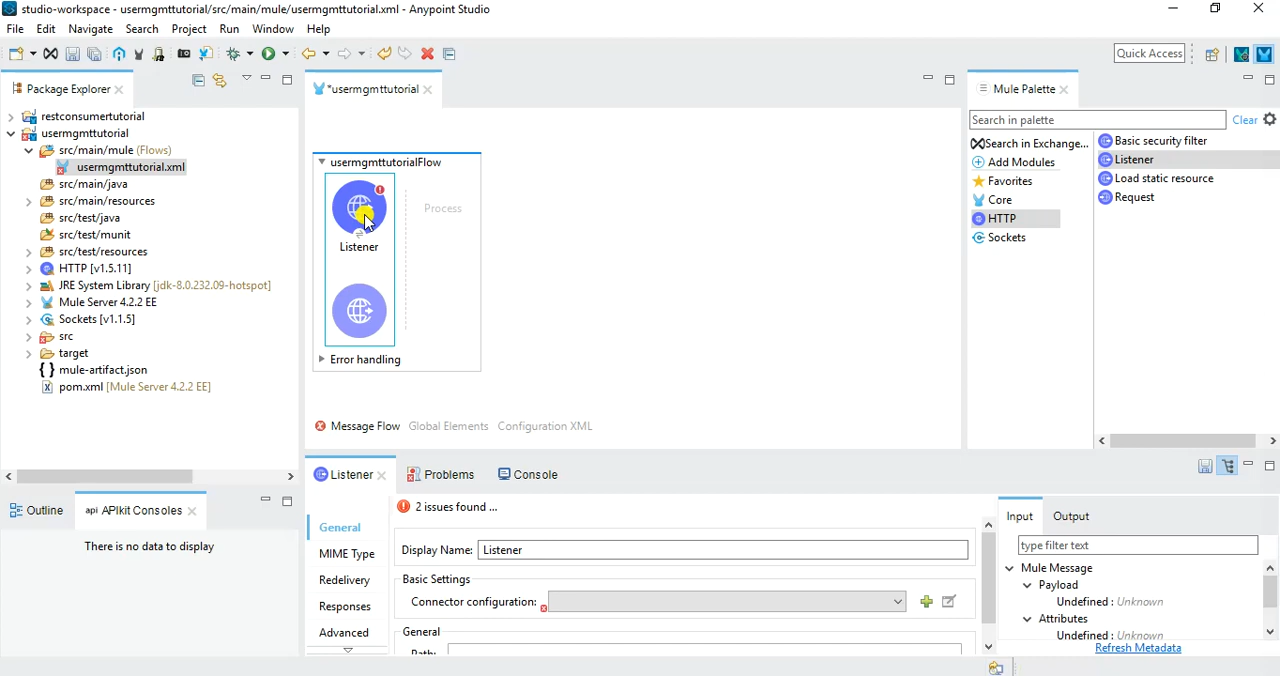 studio-workspace - usermgmttutorial/src/main/mule/usermgmttutorial.xml - Anypoint Studio
File Edit Navigate Search Project Run Window Help
Quick Access
Package Explorer
restconsumertutorial
usermgmttutorial
src/main/mule (Flows)
usermgmttutorial.xml
src/main/java
src/main/resources
src/test/java
src/test/munit
src/test/resources
HTTP [v1.5.11]
JRE System Library [jdk-8.0.232.09-hotspot]
Mule Server 4.2.2 EE
Sockets [v1.1.5]
src
target
mule-artifact.json
pom.xml [Mule Server 4.2.2 EE]
*usermgmttutorial
usermgmttutorialFlow
Process
Listener
Error handling
Message Flow Global Elements Configuration XML
Mule Palette
Search in palette Clear
Search in Exchange...
Add Modules
Favorites
Core
HTTP
Sockets
Basic security filter
Listener
Load static resource
Request
Outline api APIkit Consoles
There is no data to display
Listener Problems Console
2 issues found ...
General
MIME Type
Redelivery
Responses
Advanced
Display Name: Listener
Basic Settings
Connector configuration:
General
Path:
Input Output
type filter text
Mule Message
Payload
Undefined : Unknown
Attributes
Undefined : Unknown
Refresh Metadata